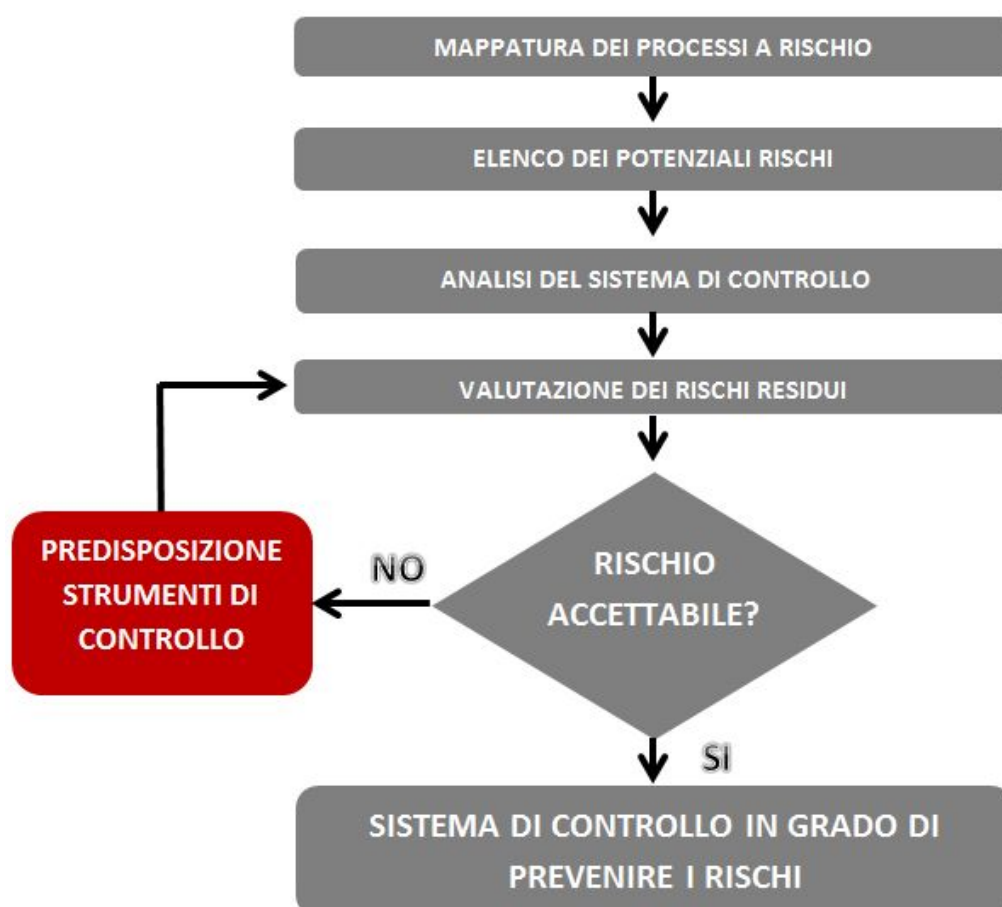 MAPPATURA DEI PROCESSI A RISCHIO
ELENCO DEI POTENZIALI RISCHI
ANALISI DEL SISTEMA DI CONTROLLO
VALUTAZIONE DEI RISCHI RESIDUI
PREDISPOSIZIONE
STRUMENTI DI
CONTROLLO
NO
RISCHIO
ACCETTABILE?
SI
SISTEMA DI CONTROLLO IN GRADO DI
PREVENIRE I RISCHI